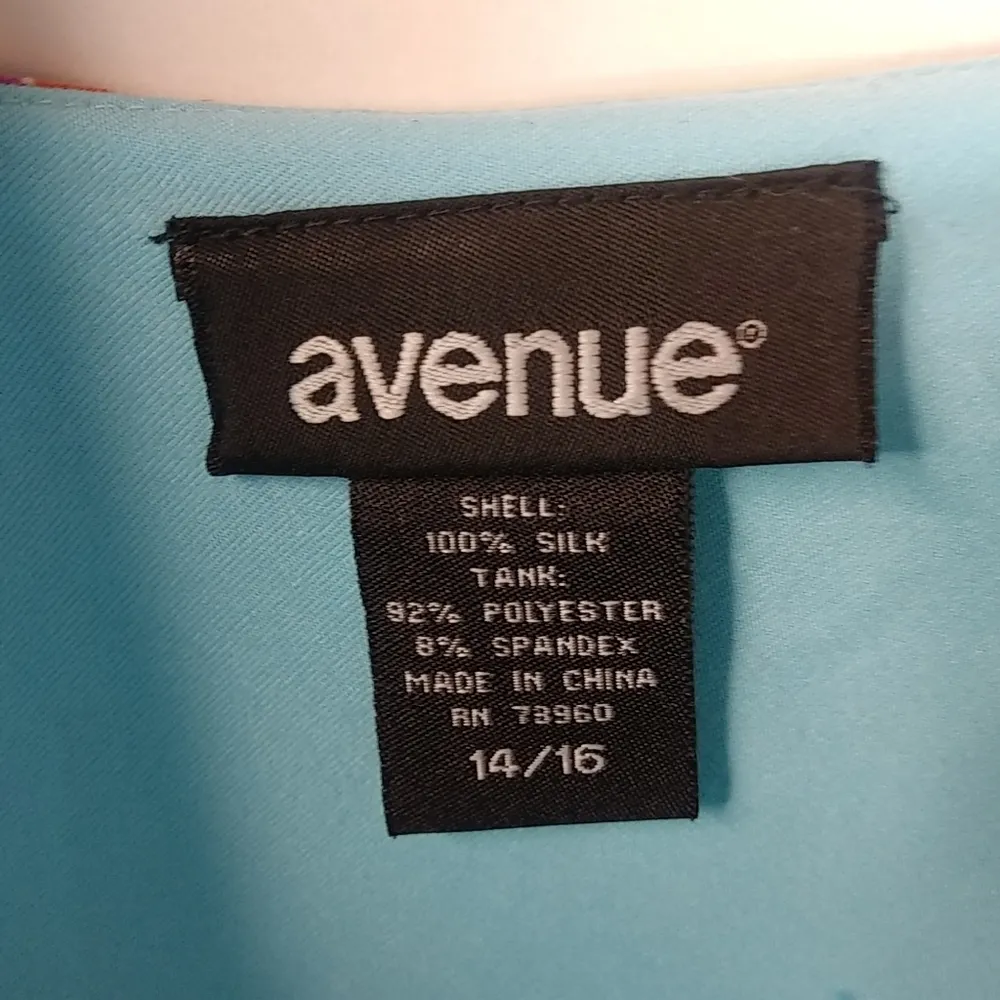 avenue®
SHELL:
100% SILK
TANK:
92% POLYESTER
8% SPANDEX
MADE IN CHINA
RN 73960
14/16